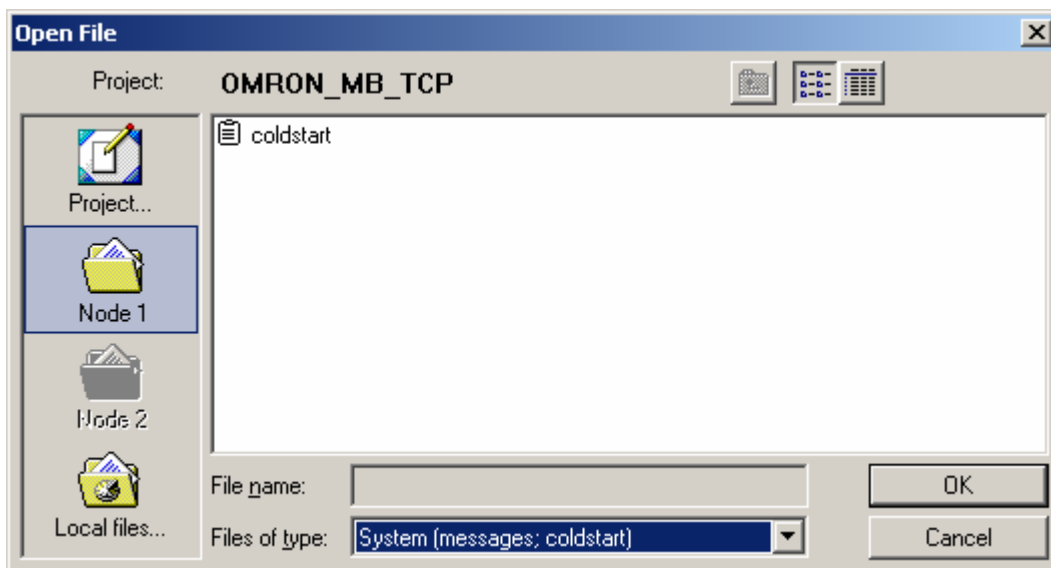 Open File
Project: OMRON_MB_TCP
coldstart
Project...
Node 1
Node 2
Local files...
File name:
OK
Files of type: System (messages; coldstart)
Cancel